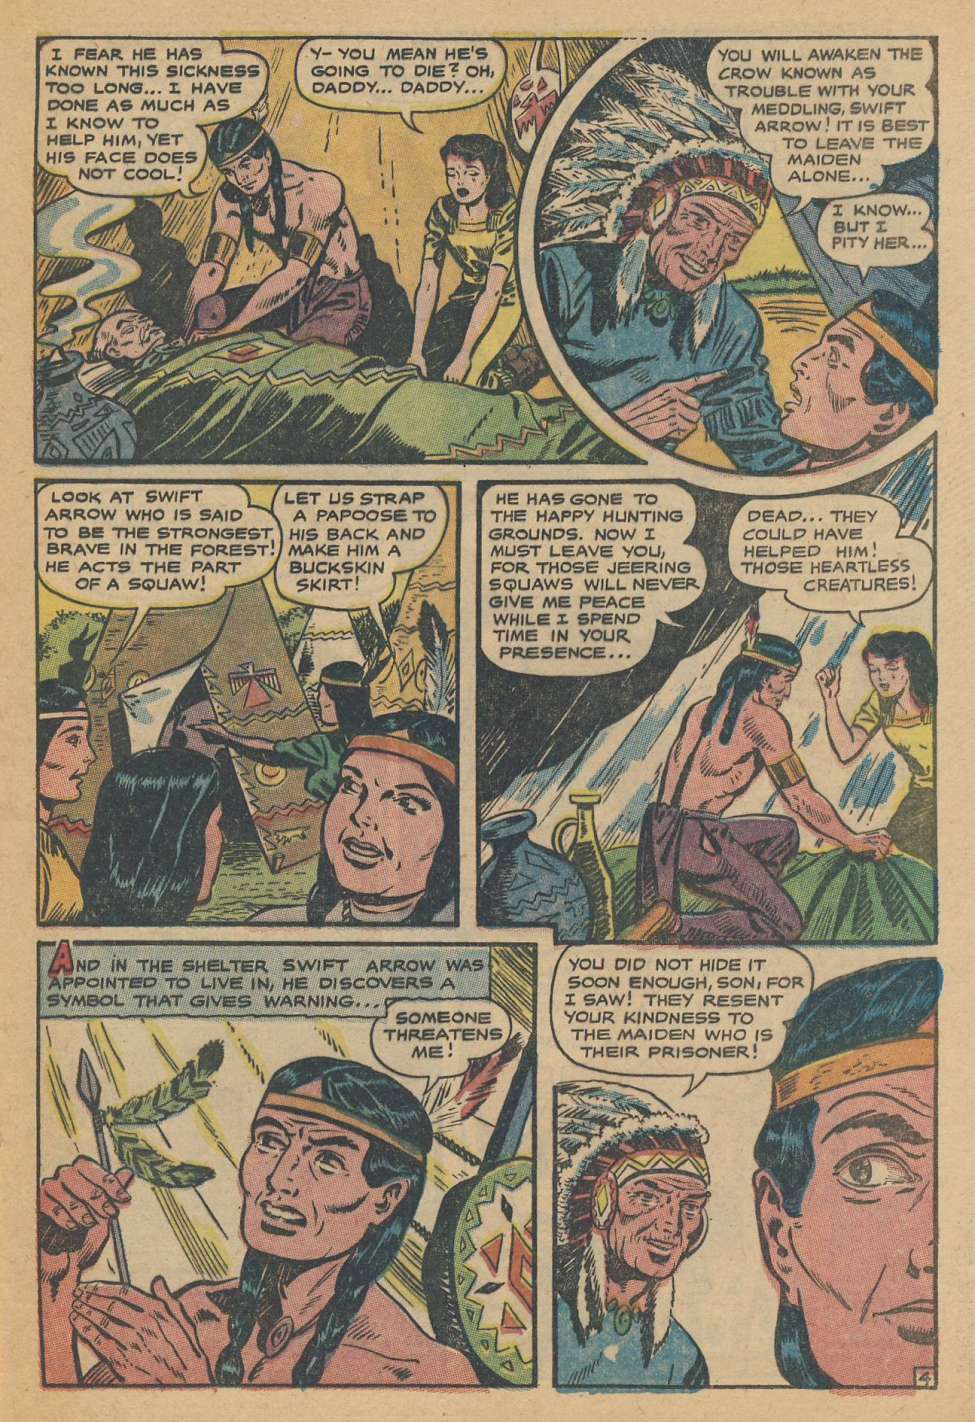 I FEAR HE HAS
KNOWN THIS SICKNESS
TOO LONG... I HAVE
DONE AS MUCH AS
I KNOW TO
HELP HIM, YET
HIS FACE DOES
NOT COOL!
Y- YOU MEAN HE'S
GOING TO DIE? OH,
DADDY... DADDY...
YOU WILL AWAKEN THE
CROW KNOWN AS
TROUBLE WITH YOUR
MEDDLING, SWIFT
ARROW! IT IS BEST
TO LEAVE THE
MAIDEN
ALONE...
I KNOW...
BUT I
PITY HER...
LOOK AT SWIFT
ARROW WHO IS SAID
TO BE THE STRONGEST
BRAVE IN THE FOREST!
HE ACTS THE PART
OF A SQUAW!
LET US STRAP
A PAPOOSE TO
HIS BACK AND
MAKE HIM A
BUCKSKIN
SKIRT!
HE HAS GONE TO
THE HAPPY HUNTING
GROUNDS. NOW I
MUST LEAVE YOU,
FOR THOSE JEERING
SQUAWS WILL NEVER
GIVE ME PEACE
WHILE I SPEND
TIME IN YOUR
PRESENCE...
DEAD... THEY
COULD HAVE
HELPED HIM!
THOSE HEARTLESS
CREATURES!
AND IN THE SHELTER SWIFT ARROW WAS
APPOINTED TO LIVE IN, HE DISCOVERS A
SYMBOL THAT GIVES WARNING...
SOMEONE
THREATENS
ME!
YOU DID NOT HIDE IT
SOON ENOUGH, SON, FOR
I SAW! THEY RESENT
YOUR KINDNESS TO
THE MAIDEN WHO IS
THEIR PRISONER!
4